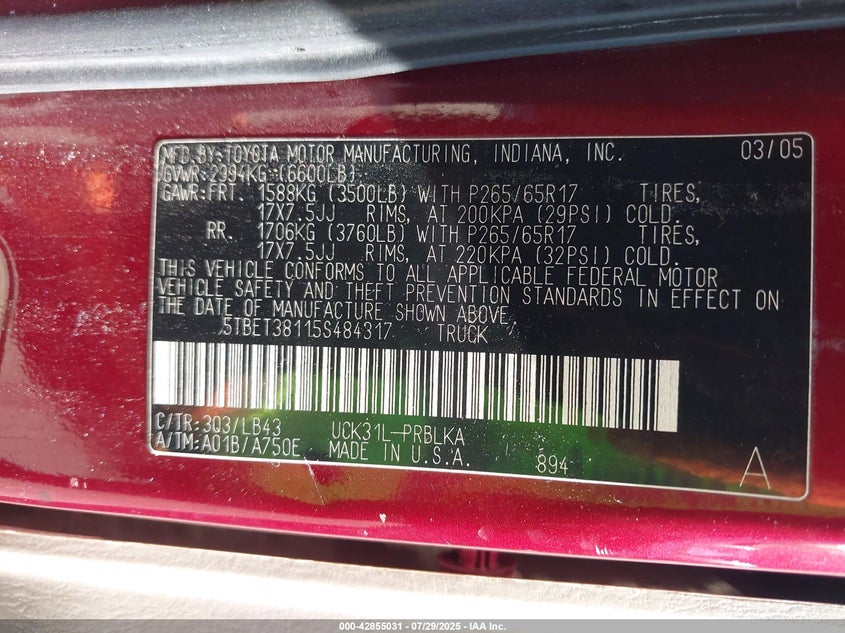 MFD.BY:TOYOTA MOTOR MANUFACTURING, INDIANA, INC. 03/05
GVWR:2994KG (6600LB)
GAWR:FRT. 1588KG (3500LB) WITH P265/65R17 TIRES,
17X7.5JJ RIMS, AT 200KPA (29PSI) COLD.
RR. 1706KG (3760LB) WITH P265/65R17 TIRES,
17X7.5JJ RIMS, AT 220KPA (32PSI) COLD.
THIS VEHICLE CONFORMS TO ALL APPLICABLE FEDERAL MOTOR
VEHICLE SAFETY AND THEFT PREVENTION STANDARDS IN EFFECT ON
THE DATE OF MANUFACTURE SHOWN ABOVE.
5TBET38115S484317 TRUCK
C/TR:303/LB43 UCK31L-PRBLKA
A/TM:A01B/A750E MADE IN U.S.A. 894 A
000-42855031 - 07/29/2025 - IAA Inc.